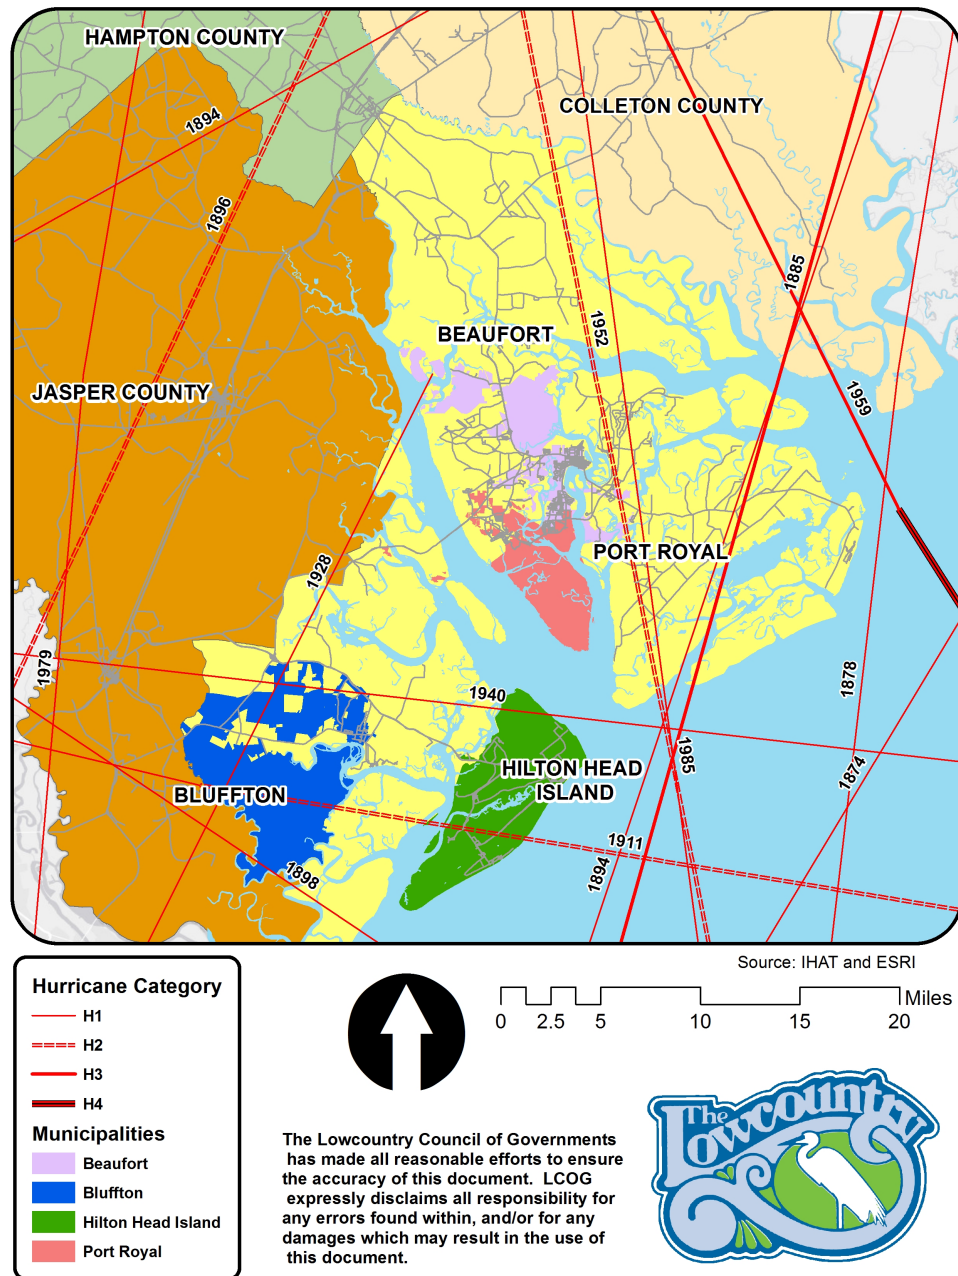 HAMPTON COUNTY
COLLETON COUNTY
1894
1896
1885
1952
BEAUFORT
JASPER COUNTY
1959
PORT ROYAL
1928
1979
1940
1878
1985
1874
HILTON HEAD
ISLAND
BLUFFTON
1911
1894
1898
Source: IHAT and ESRI
Hurricane Category
H1
H2
H3
H4
Municipalities
Beaufort
Bluffton
Hilton Head Island
Port Royal
Miles
0 2.5 5 10 15 20
The Lowcountry Council of Governments
has made all reasonable efforts to ensure
the accuracy of this document. LCOG
expressly disclaims all responsibility for
any errors found within, and/or for any
damages which may result in the use of
this document.
The
Lowcountry